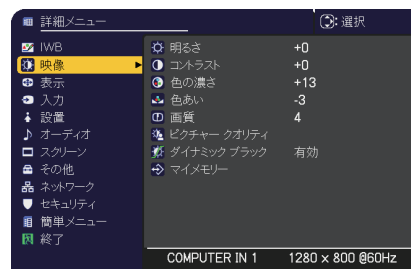 詳細メニュー
:選択
IWB
映像
表示
入力
設置
オーディオ
スクリーン
その他
ネットワーク
セキュリティ
簡単メニュー
終了
明るさ +0
コントラスト +0
色の濃さ +13
色あい -3
画質 4
ピクチャー クオリティ
ダイナミック ブラック 有効
マイメモリー
COMPUTER IN 1 1280 × 800 @60Hz